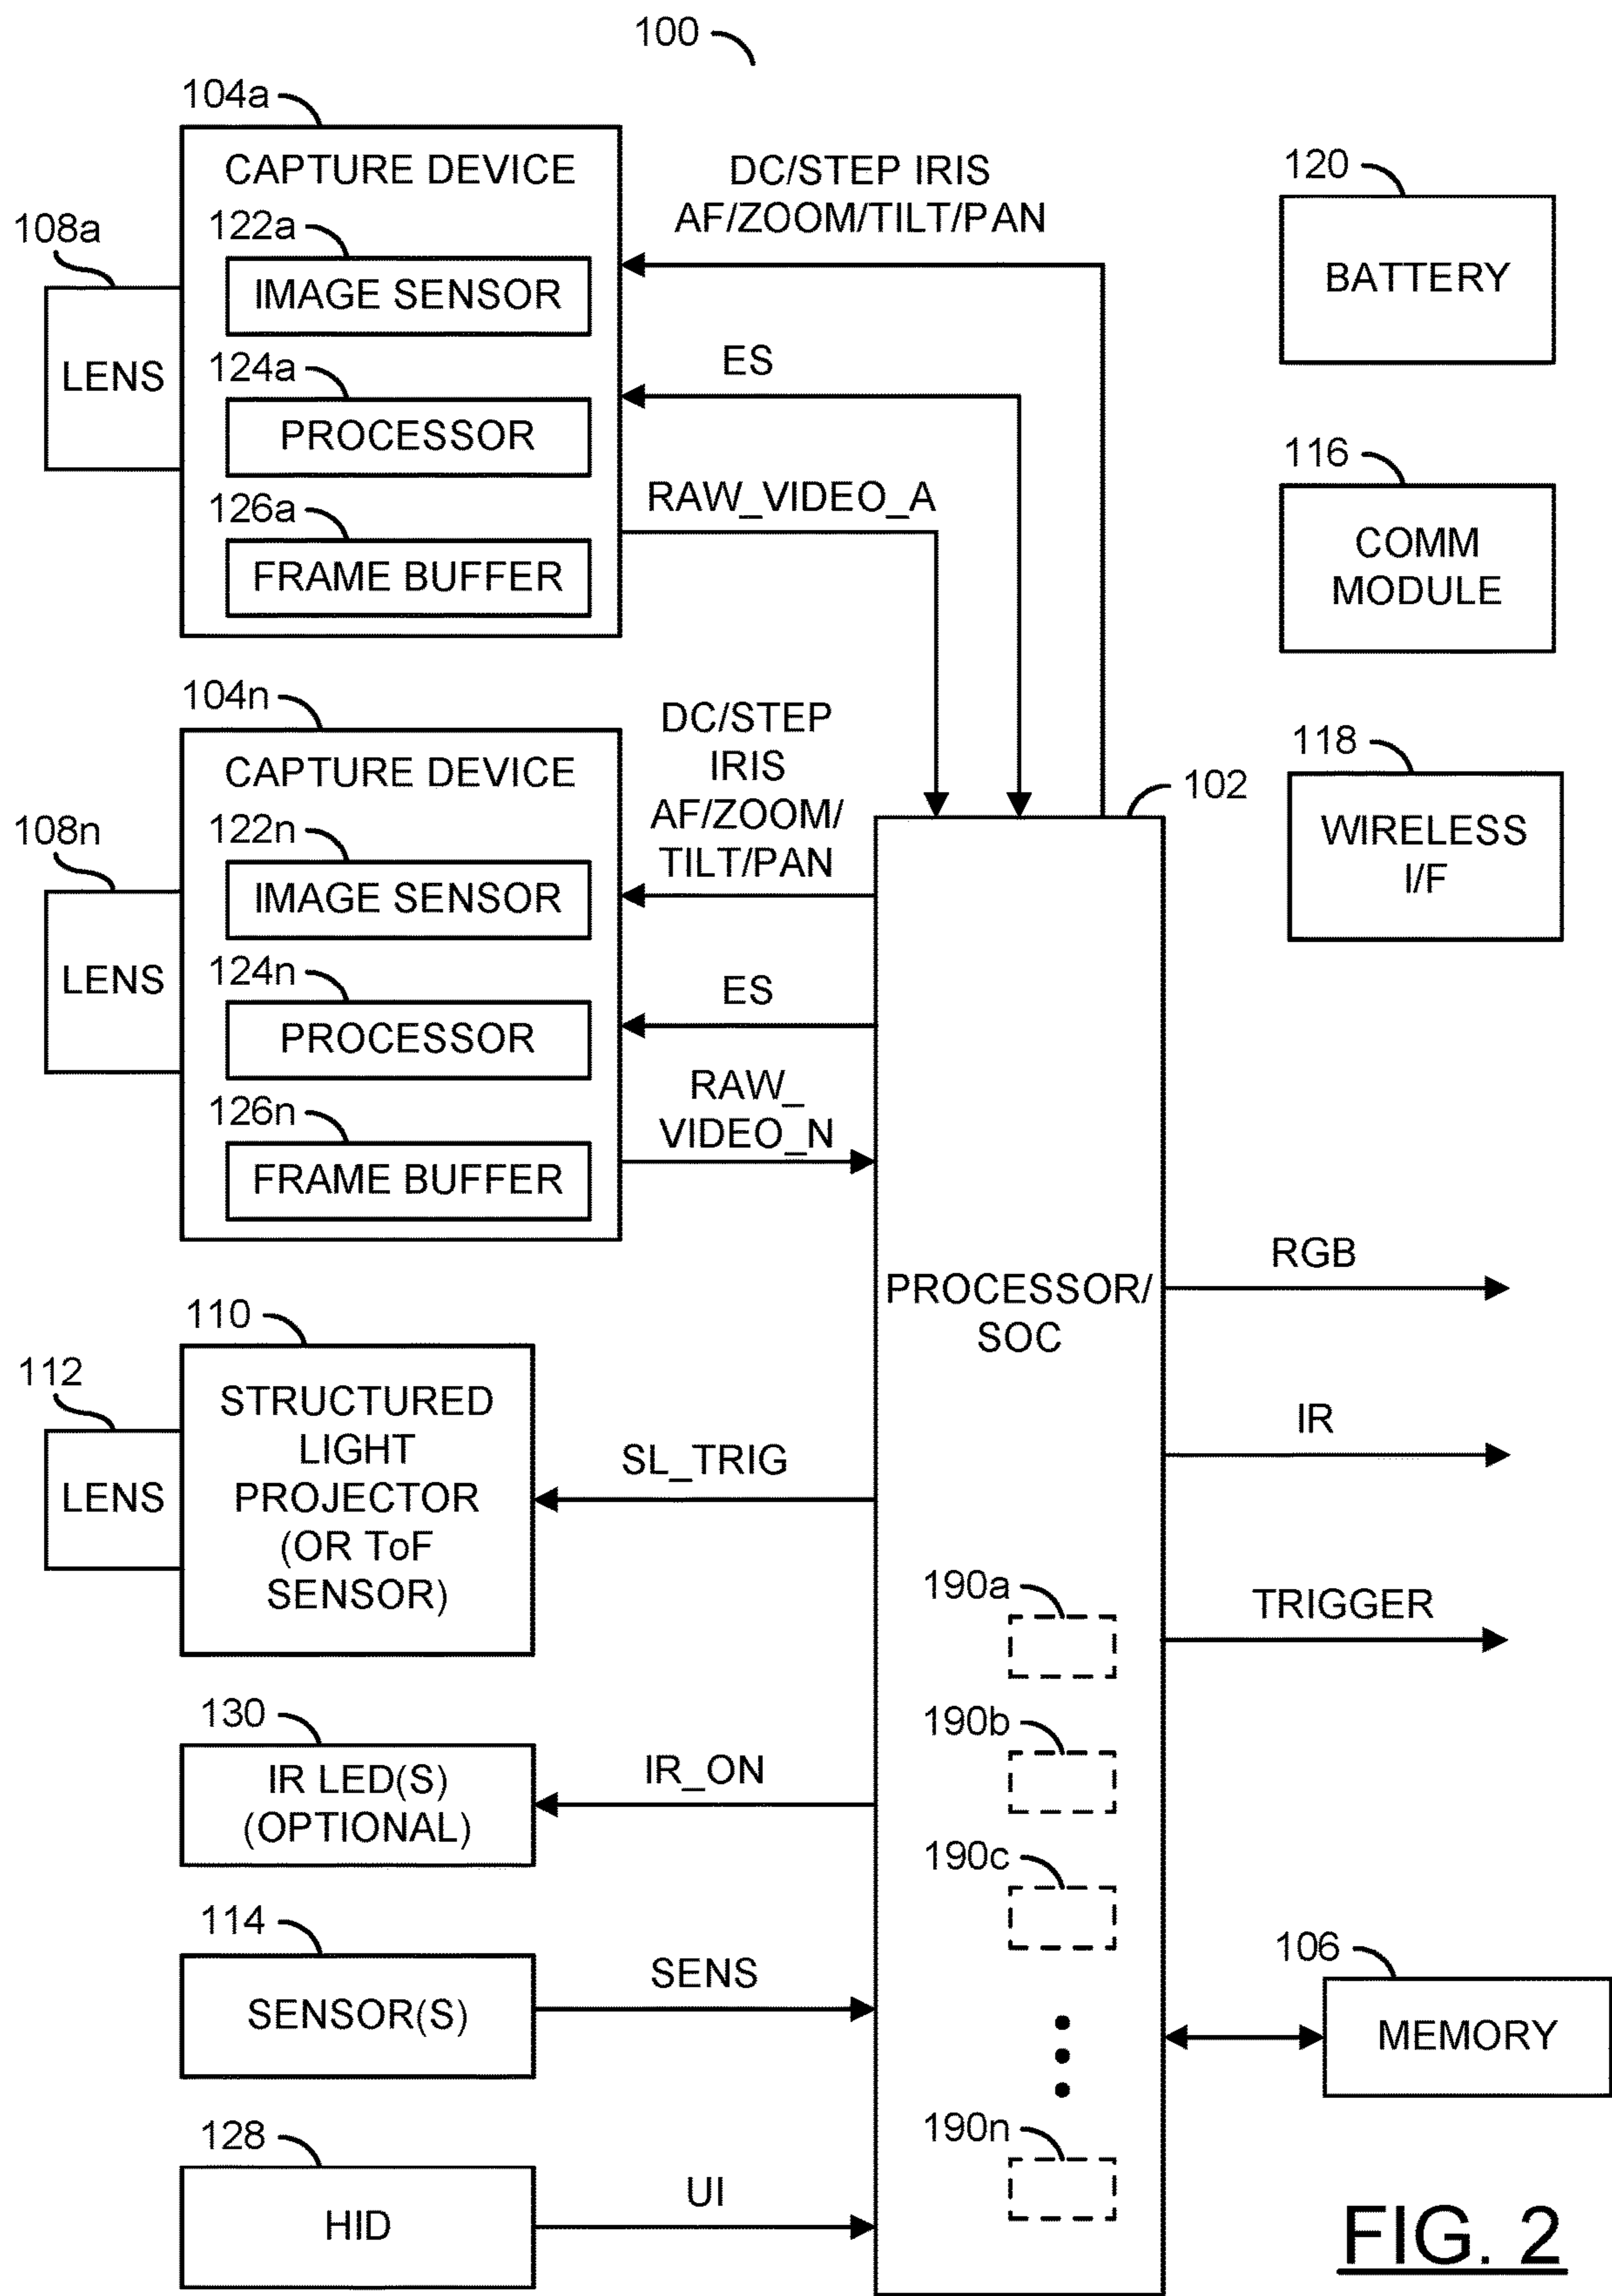 100
104a
CAPTURE DEVICE
108a
LENS
122a
IMAGE SENSOR
124a
PROCESSOR
126a
FRAME BUFFER
DC/STEP IRIS
AF/ZOOM/TILT/PAN
ES
RAW_VIDEO_A
120
BATTERY
116
COMM
MODULE
118
WIRELESS
I/F
104n
CAPTURE DEVICE
108n
LENS
122n
IMAGE SENSOR
124n
PROCESSOR
126n
FRAME BUFFER
DC/STEP
IRIS
AF/ZOOM/
TILT/PAN
ES
RAW_
VIDEO_N
102
PROCESSOR/
SOC
RGB
IR
TRIGGER
110
STRUCTURED
LIGHT
PROJECTOR
(OR ToF
SENSOR)
112
LENS
SL_TRIG
130
IR LED(S)
(OPTIONAL)
IR_ON
114
SENSOR(S)
SENS
128
HID
UI
190a
190b
190c
190n
106
MEMORY
FIG. 2